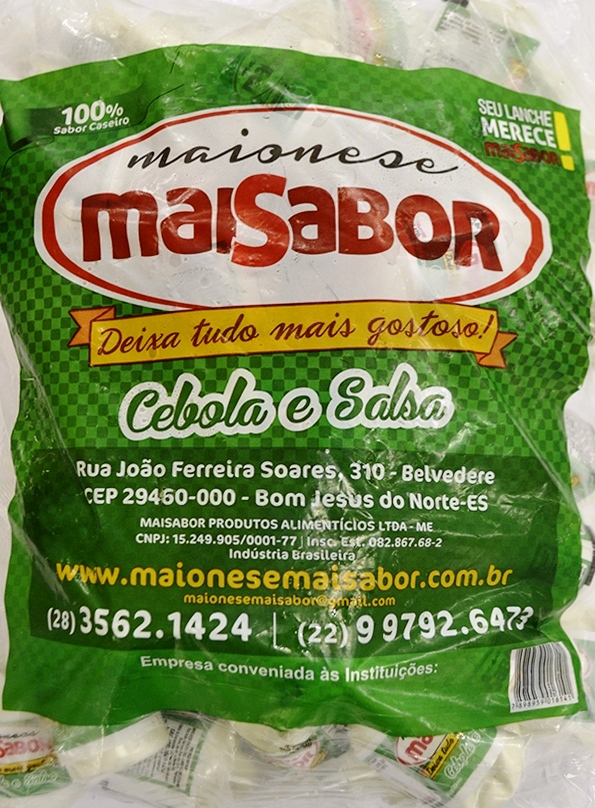 100%
Sabor Caseiro
SEU LANCHE
MERECE!
maisabor
maionese
maiSaBOR
Deixa tudo mais gostoso!
Cebola e Salsa
Rua João Ferreira Soares, 310 - Belvedere
CEP 29460-000 - Bom Jesus do Norte-ES
MAISABOR PRODUTOS ALIMENTÍCIOS LTDA - ME
CNPJ: 15.249.905/0001-77 | Insc. Est. 082.867.68-2
Indústria Brasileira
www.maionesemaisabor.com.br
maionesemaisabor@gmail.com
(28) 3562.1424 | (22) 9 9792.6473
Empresa conveniada às Instituições: